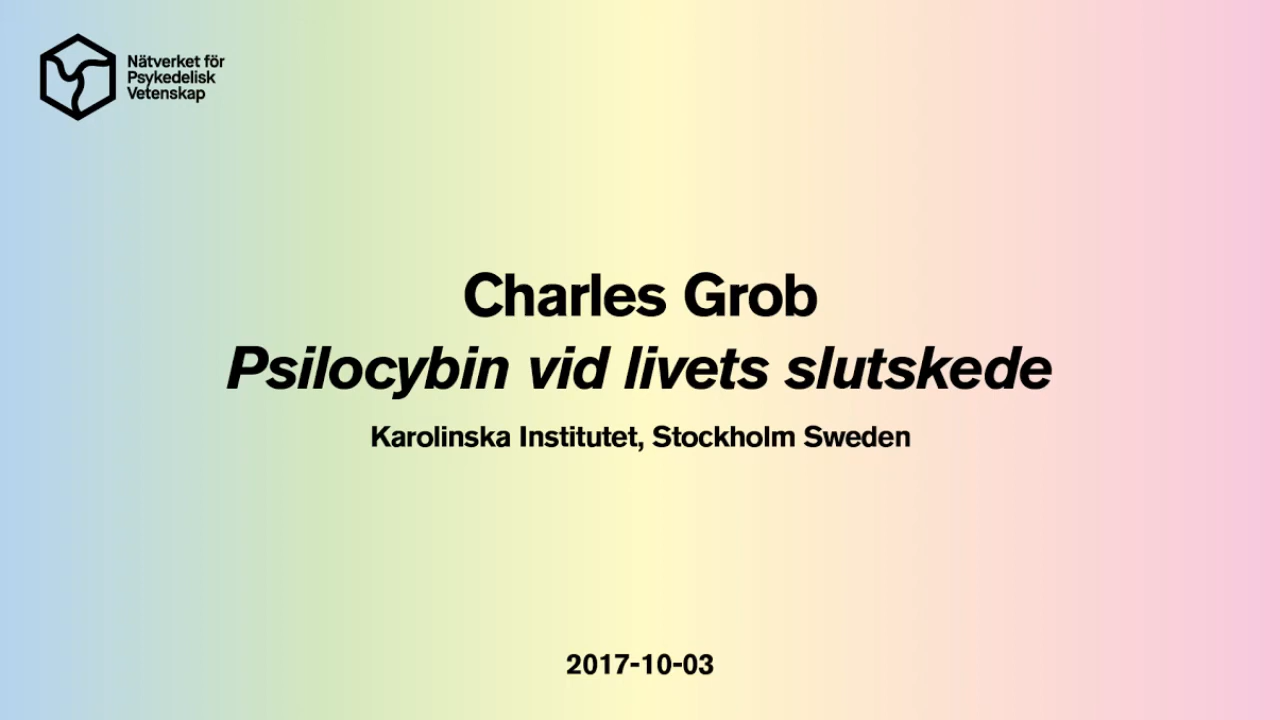 Nätverket för
Psykedelisk
Vetenskap
Charles Grob
Psilocybin vid livets slutskede
Karolinska Institutet, Stockholm Sweden
2017-10-03